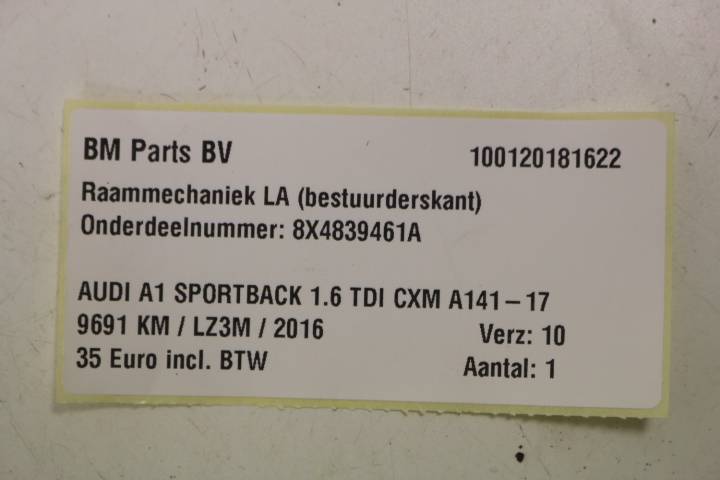 BM Parts BV 100120181622
Raammechaniek LA (bestuurderskant)
Onderdeelnummer: 8X4839461A
AUDI A1 SPORTBACK 1.6 TDI CXM A141-17
9691 KM / LZ3M / 2016 Verz: 10
35 Euro incl. BTW Aantal: 1